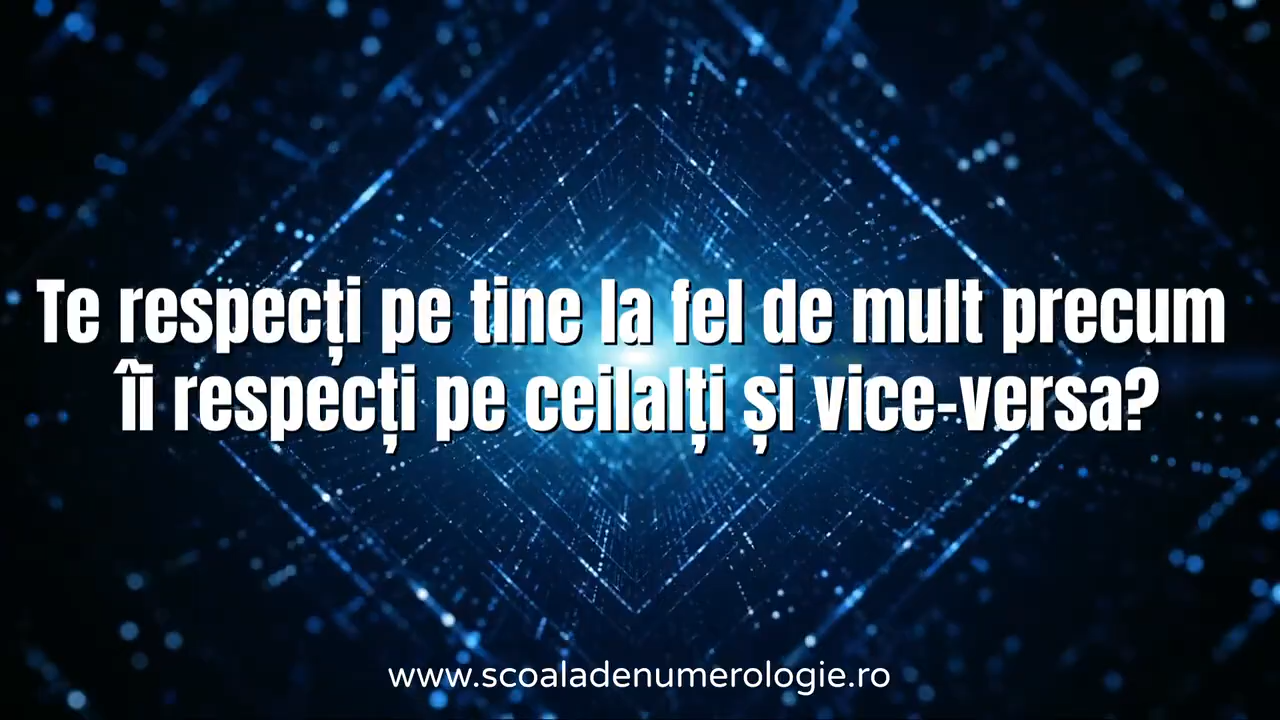 Te respecți pe tine la fel de mult precum
îi respecți pe ceilalți și vice-versa?
www.scoaladenumerologie.ro